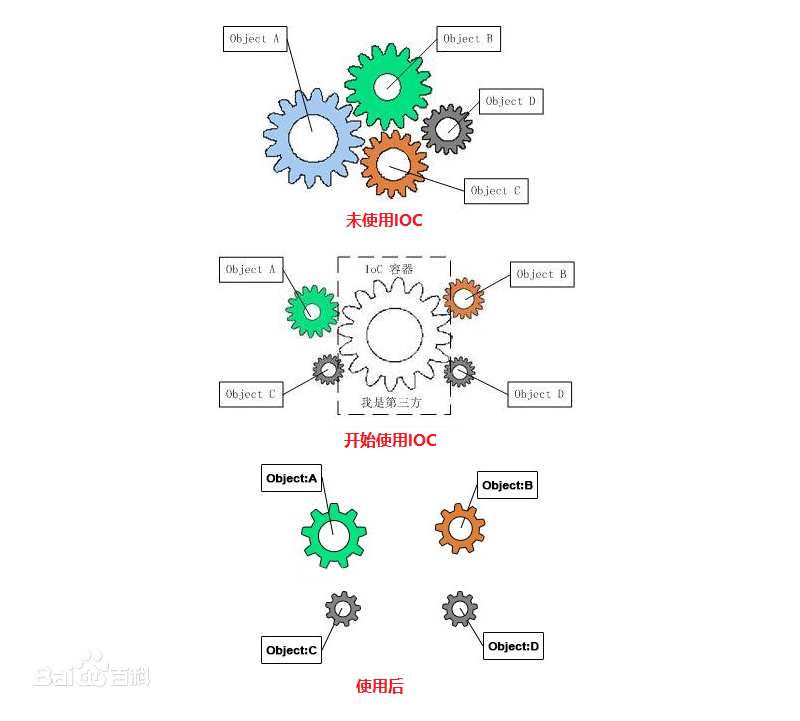 Object A
Object B
Object D
Object C
未使用IOC
IoC 容器
Object A
Object B
Object C
Object D
我是第三方
开始使用IOC
Object:A
Object:B
Object:C
Object:D
Baidu百科
使用后